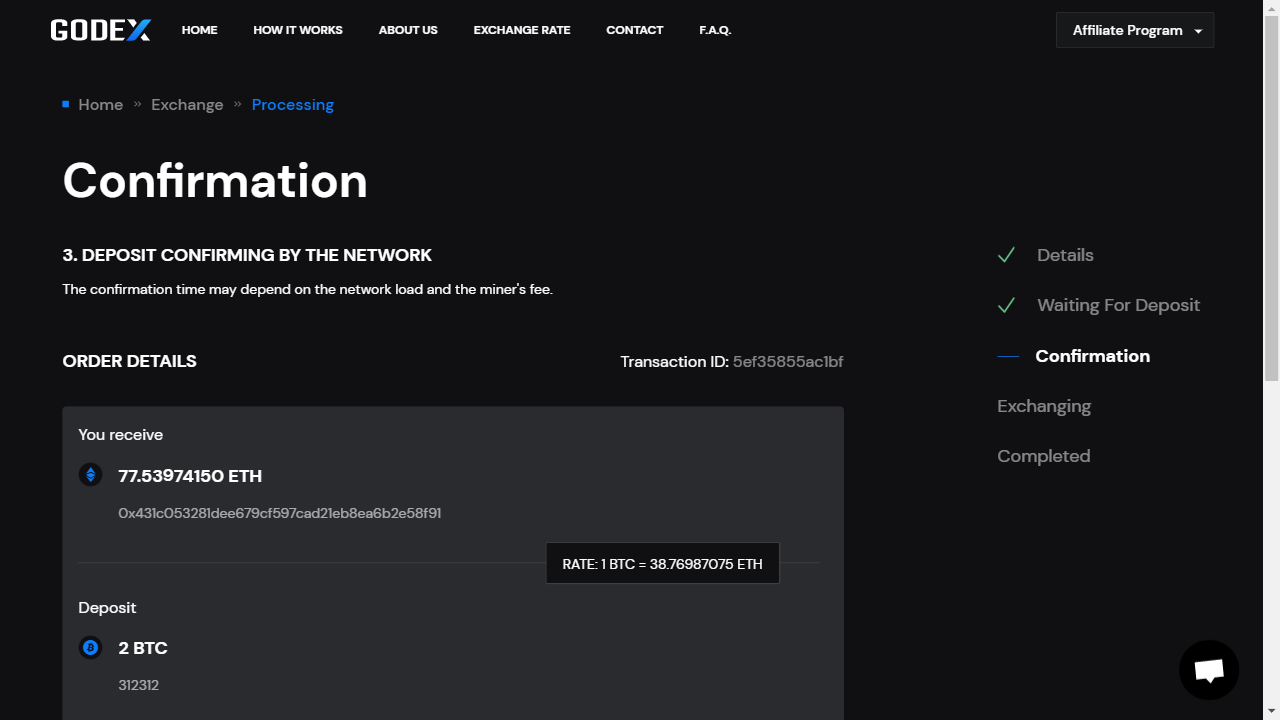 GODEX HOME HOW IT WORKS ABOUT US EXCHANGE RATE CONTACT F.A.Q. Affiliate Program
Home » Exchange » Processing
Confirmation
3. DEPOSIT CONFIRMING BY THE NETWORK
The confirmation time may depend on the network load and the miner's fee.
ORDER DETAILS
Transaction ID: 5ef35855ac1bf
You receive
77.53974150 ETH
0x431c053281dee679cf597cad21eb8ea6b2e58f91
RATE: 1 BTC = 38.76987075 ETH
Deposit
2 BTC
312312
Details
Waiting For Deposit
Confirmation
Exchanging
Completed